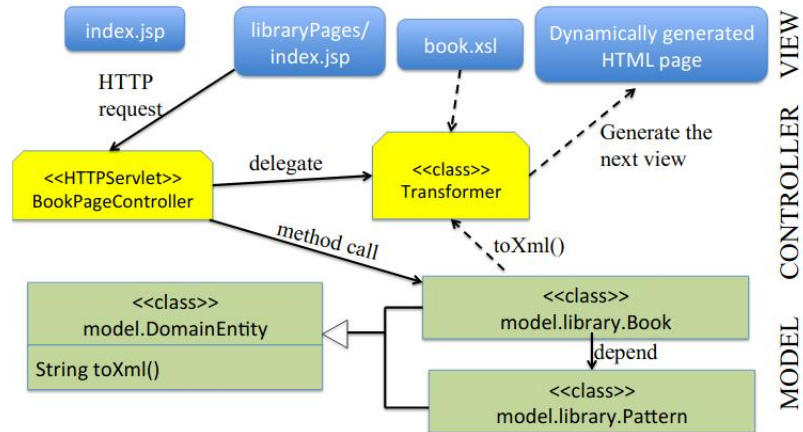 index.jsp
libraryPages/
index.jsp
book.xsl
Dynamically generated
HTML page
VIEW
HTTP
request
Generate the
next view
<<HTTPServlet>>
BookPageController
delegate
<<class>>
Transformer
CONTROLLER
method call
toXml()
<<class>>
model.DomainEntity
String toXml()
<<class>>
model.library.Book
depend
<<class>>
model.library.Pattern
MODEL